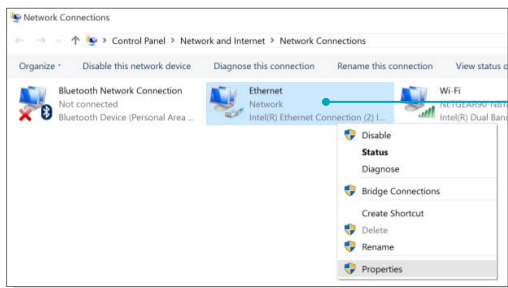 Network Connections
Control Panel > Network and Internet > Network Connections
Organize Disable this network device Diagnose this connection Rename this connection View status o
Bluetooth Network Connection
Not connected
Bluetooth Device (Personal Area ...
Ethernet
Network
Intel(R) Ethernet Connection (2) I...
Wi-Fi
NETGEAR90
Intel(R) Dual Band
Disable
Status
Diagnose
Bridge Connections
Create Shortcut
Delete
Rename
Properties